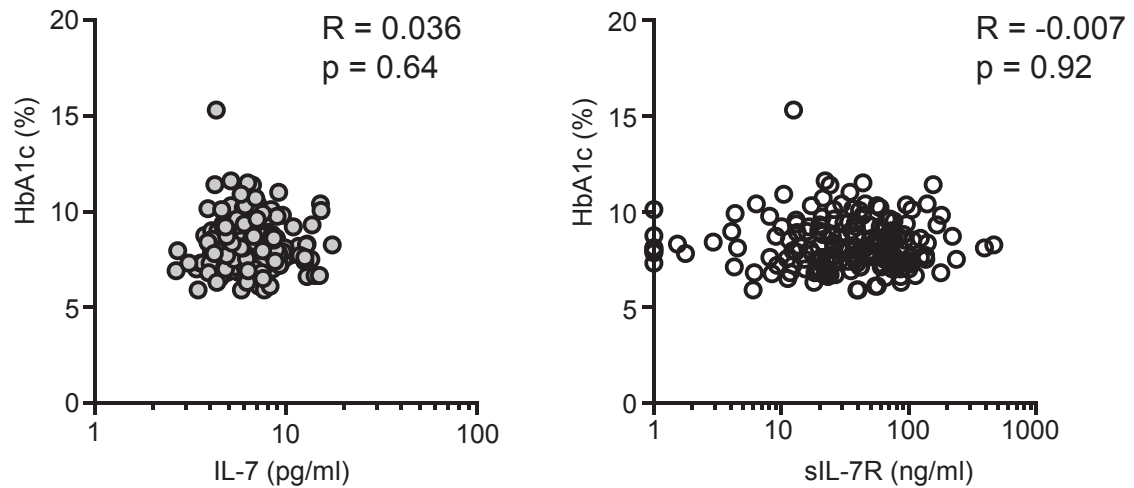 R = 0.036
p = 0.64
HbA1c (%)
20
15
10
5
0
1
10
100
IL-7 (pg/ml)
R = -0.007
p = 0.92
HbA1c (%)
20
15
10
5
0
1
10
100
1000
sIL-7R (ng/ml)